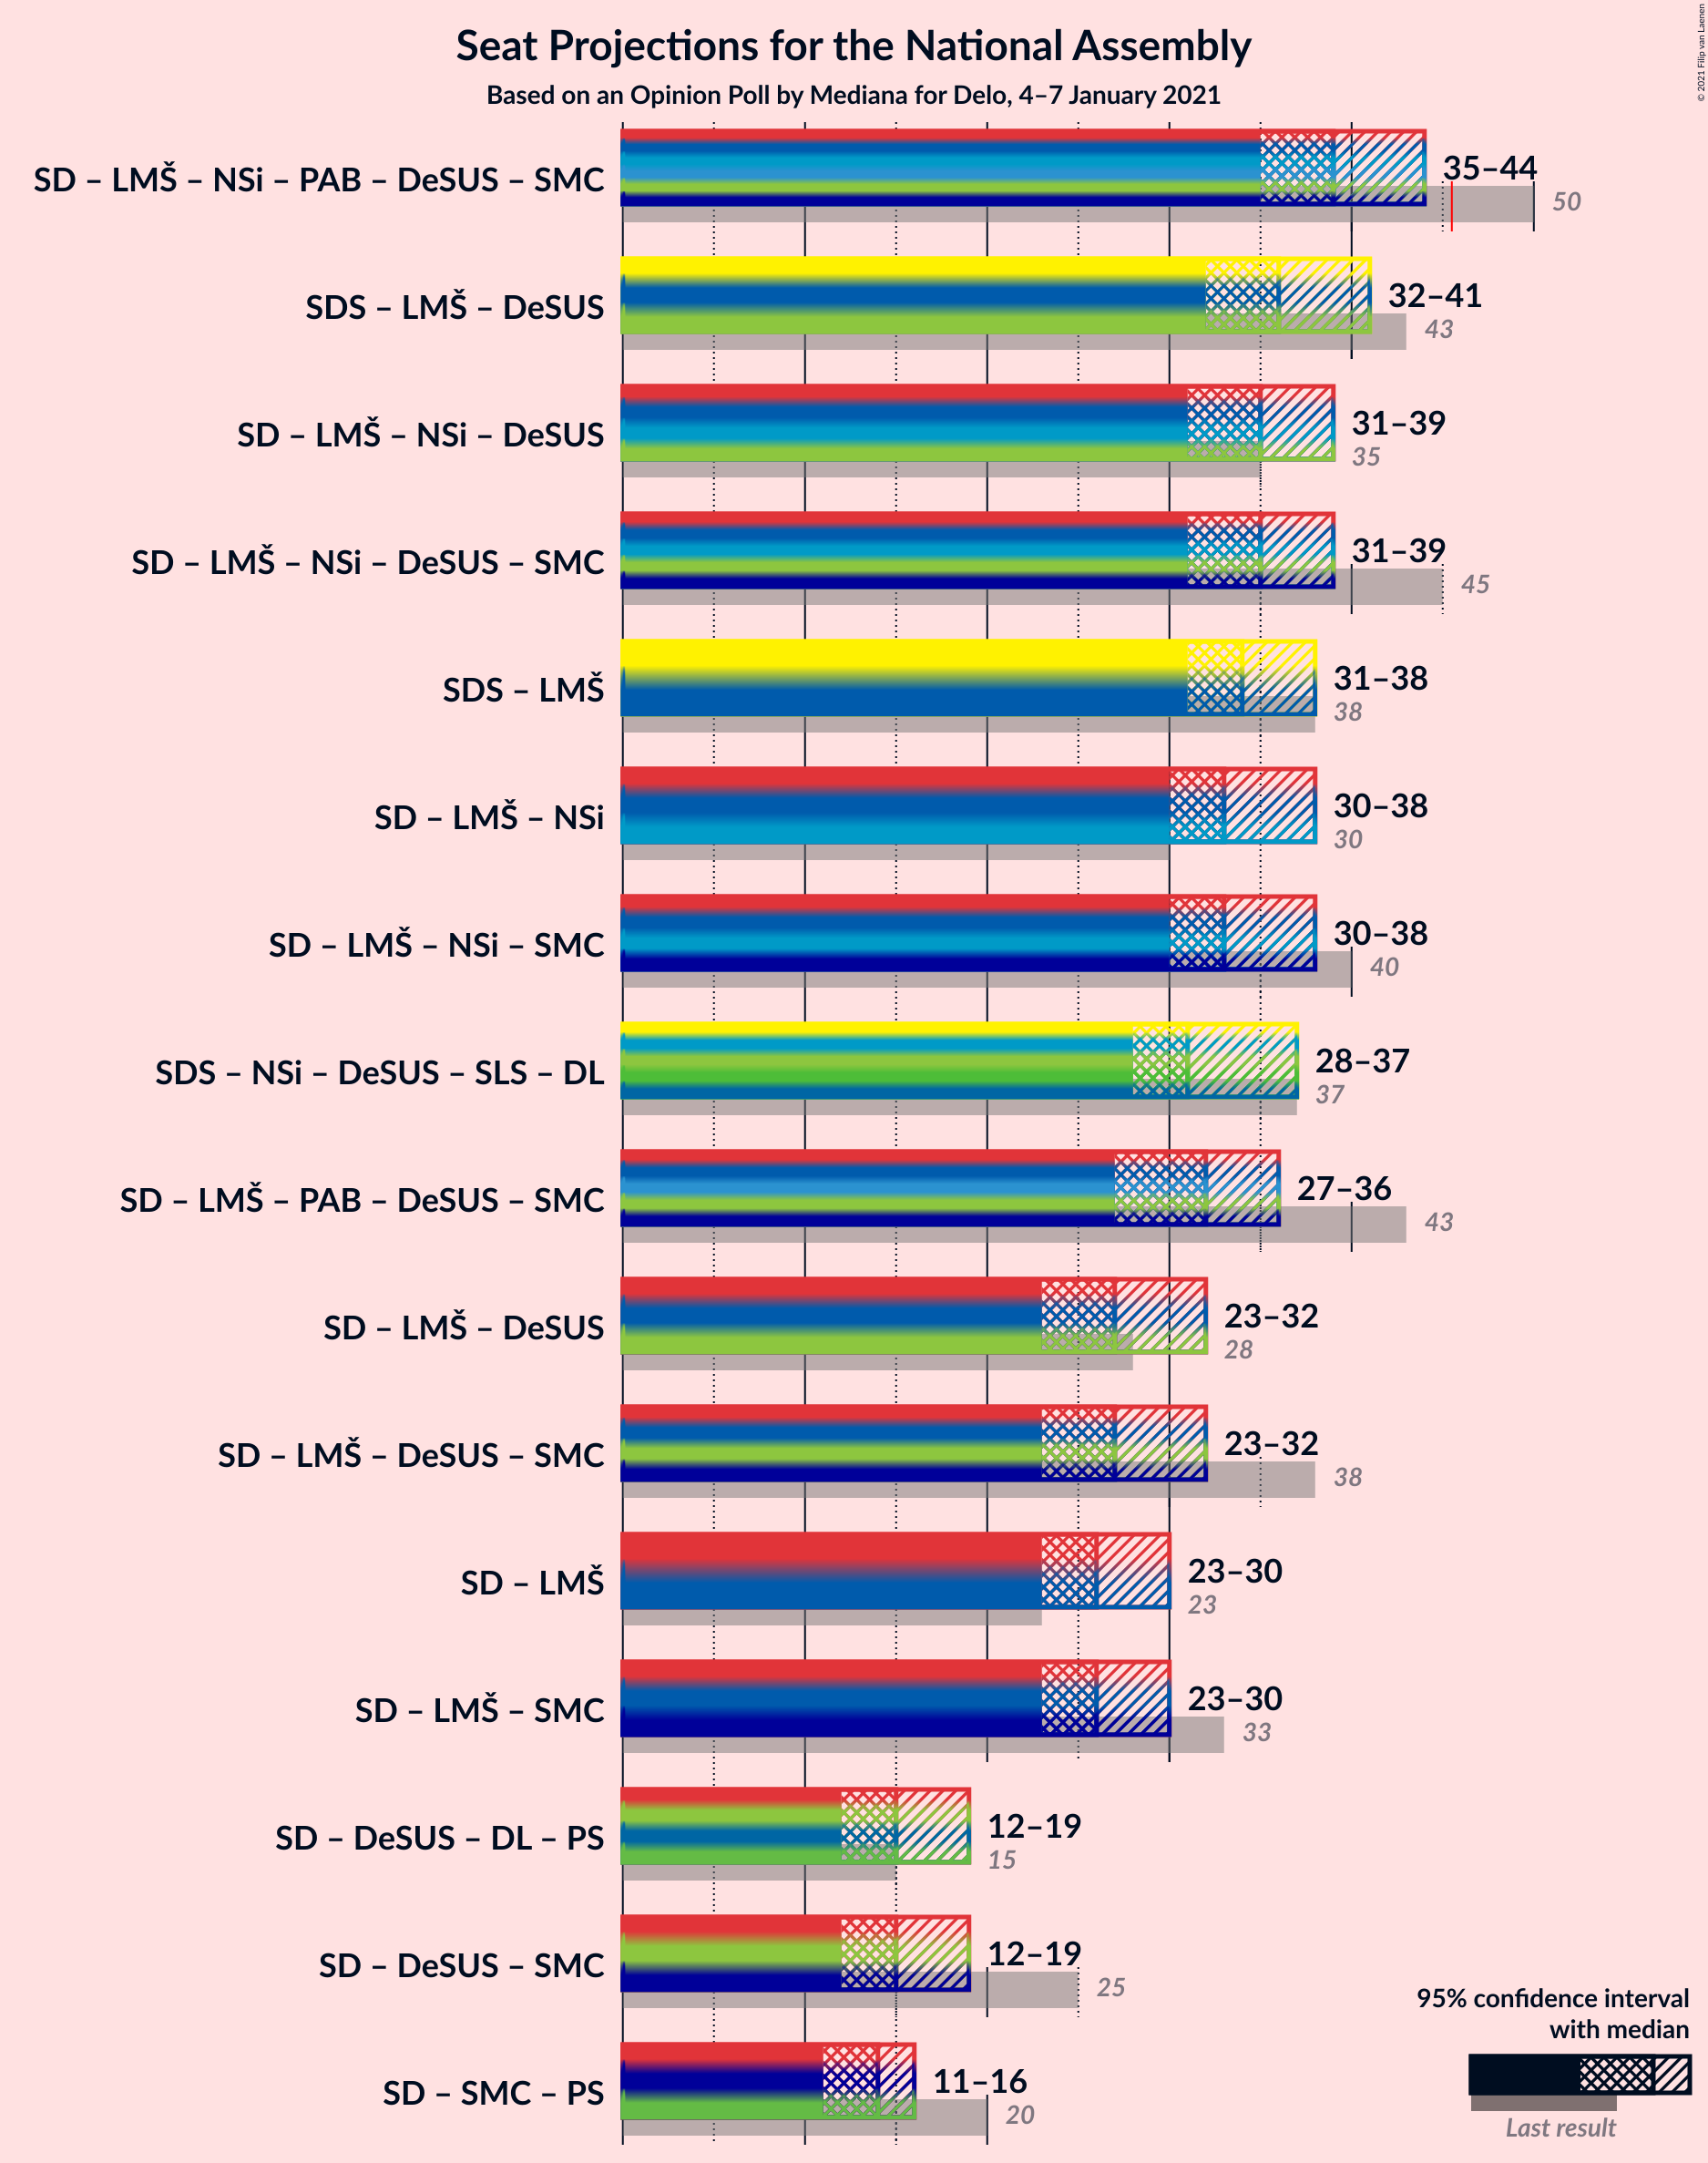 Seat Projections for the National Assembly
Based on an Opinion Poll by Mediana for Delo, 4–7 January 2021
© 2021 Filip van Laenen
SD – LMŠ – NSi – PAB – DeSUS – SMC
35–44
50
SDS – LMŠ – DeSUS
32–41
43
SD – LMŠ – NSi – DeSUS
31–39
35
SD – LMŠ – NSi – DeSUS – SMC
31–39
45
SDS – LMŠ
31–38
38
SD – LMŠ – NSi
30–38
30
SD – LMŠ – NSi – SMC
30–38
40
SDS – NSi – DeSUS – SLS – DL
28–37
37
SD – LMŠ – PAB – DeSUS – SMC
27–36
43
SD – LMŠ – DeSUS
23–32
28
SD – LMŠ – DeSUS – SMC
23–32
38
SD – LMŠ
23–30
23
SD – LMŠ – SMC
23–30
33
SD – DeSUS – DL – PS
12–19
15
SD – DeSUS – SMC
12–19
25
SD – SMC – PS
11–16
20
95% confidence interval
with median
Last result